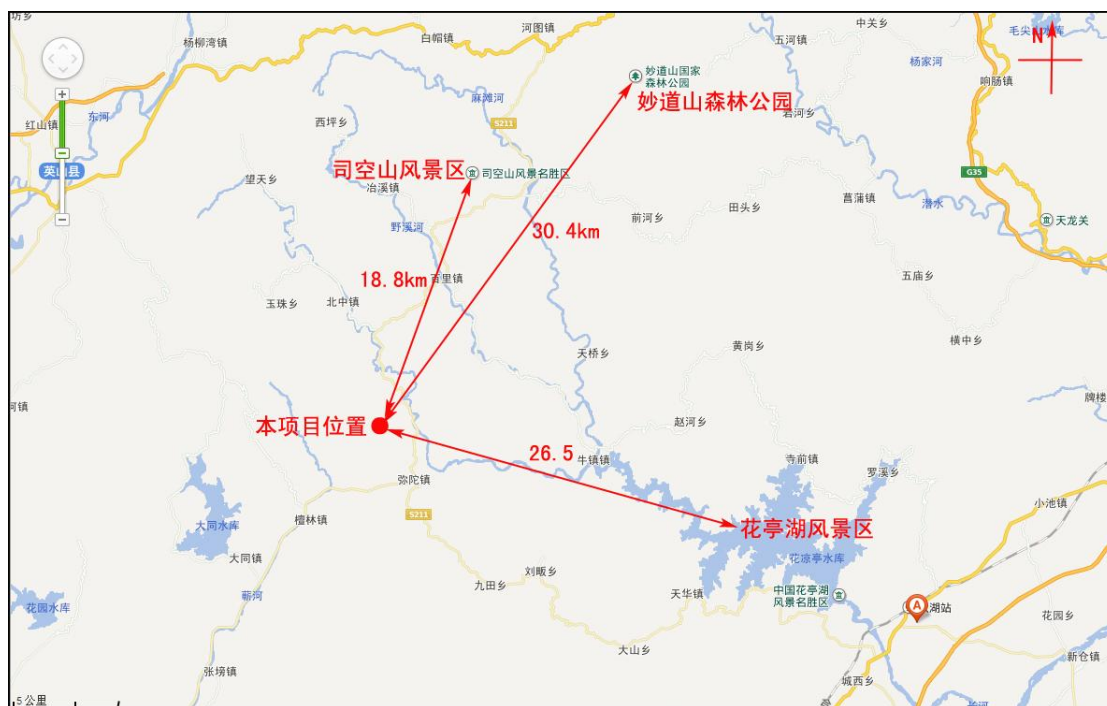 坊乡
杨柳湾镇
白帽镇
河图镇
中关乡
五河镇
毛尖山水库
N
杨家河
响肠镇
妙道山国家
森林公园
妙道山森林公园
麻摊河
东河
红山镇
西坪乡
S211
岩河乡
英山县
望天乡
司空山风景区
司空山风景名胜区
冶溪镇
G35
菖蒲镇
潜水
天龙关
前河乡
田头乡
野溪河
30.4km
18.8km
百里镇
五庙乡
玉珠乡
北中镇
黄岗乡
横中乡
天桥乡
河镇
牌楼
本项目位置
赵河乡
26.5
牛镇镇
寺前镇
罗溪乡
弥陀镇
小池镇
檀林镇
S211
大同水库
花亭湖风景区
大同镇
花凉亭水库
刘畈乡
九田乡
天华镇
中国花亭湖
风景名胜区
蕲河
花园水库
A
湖站
花园乡
大山乡
新仓镇
张塝镇
城西乡
5公里
长河